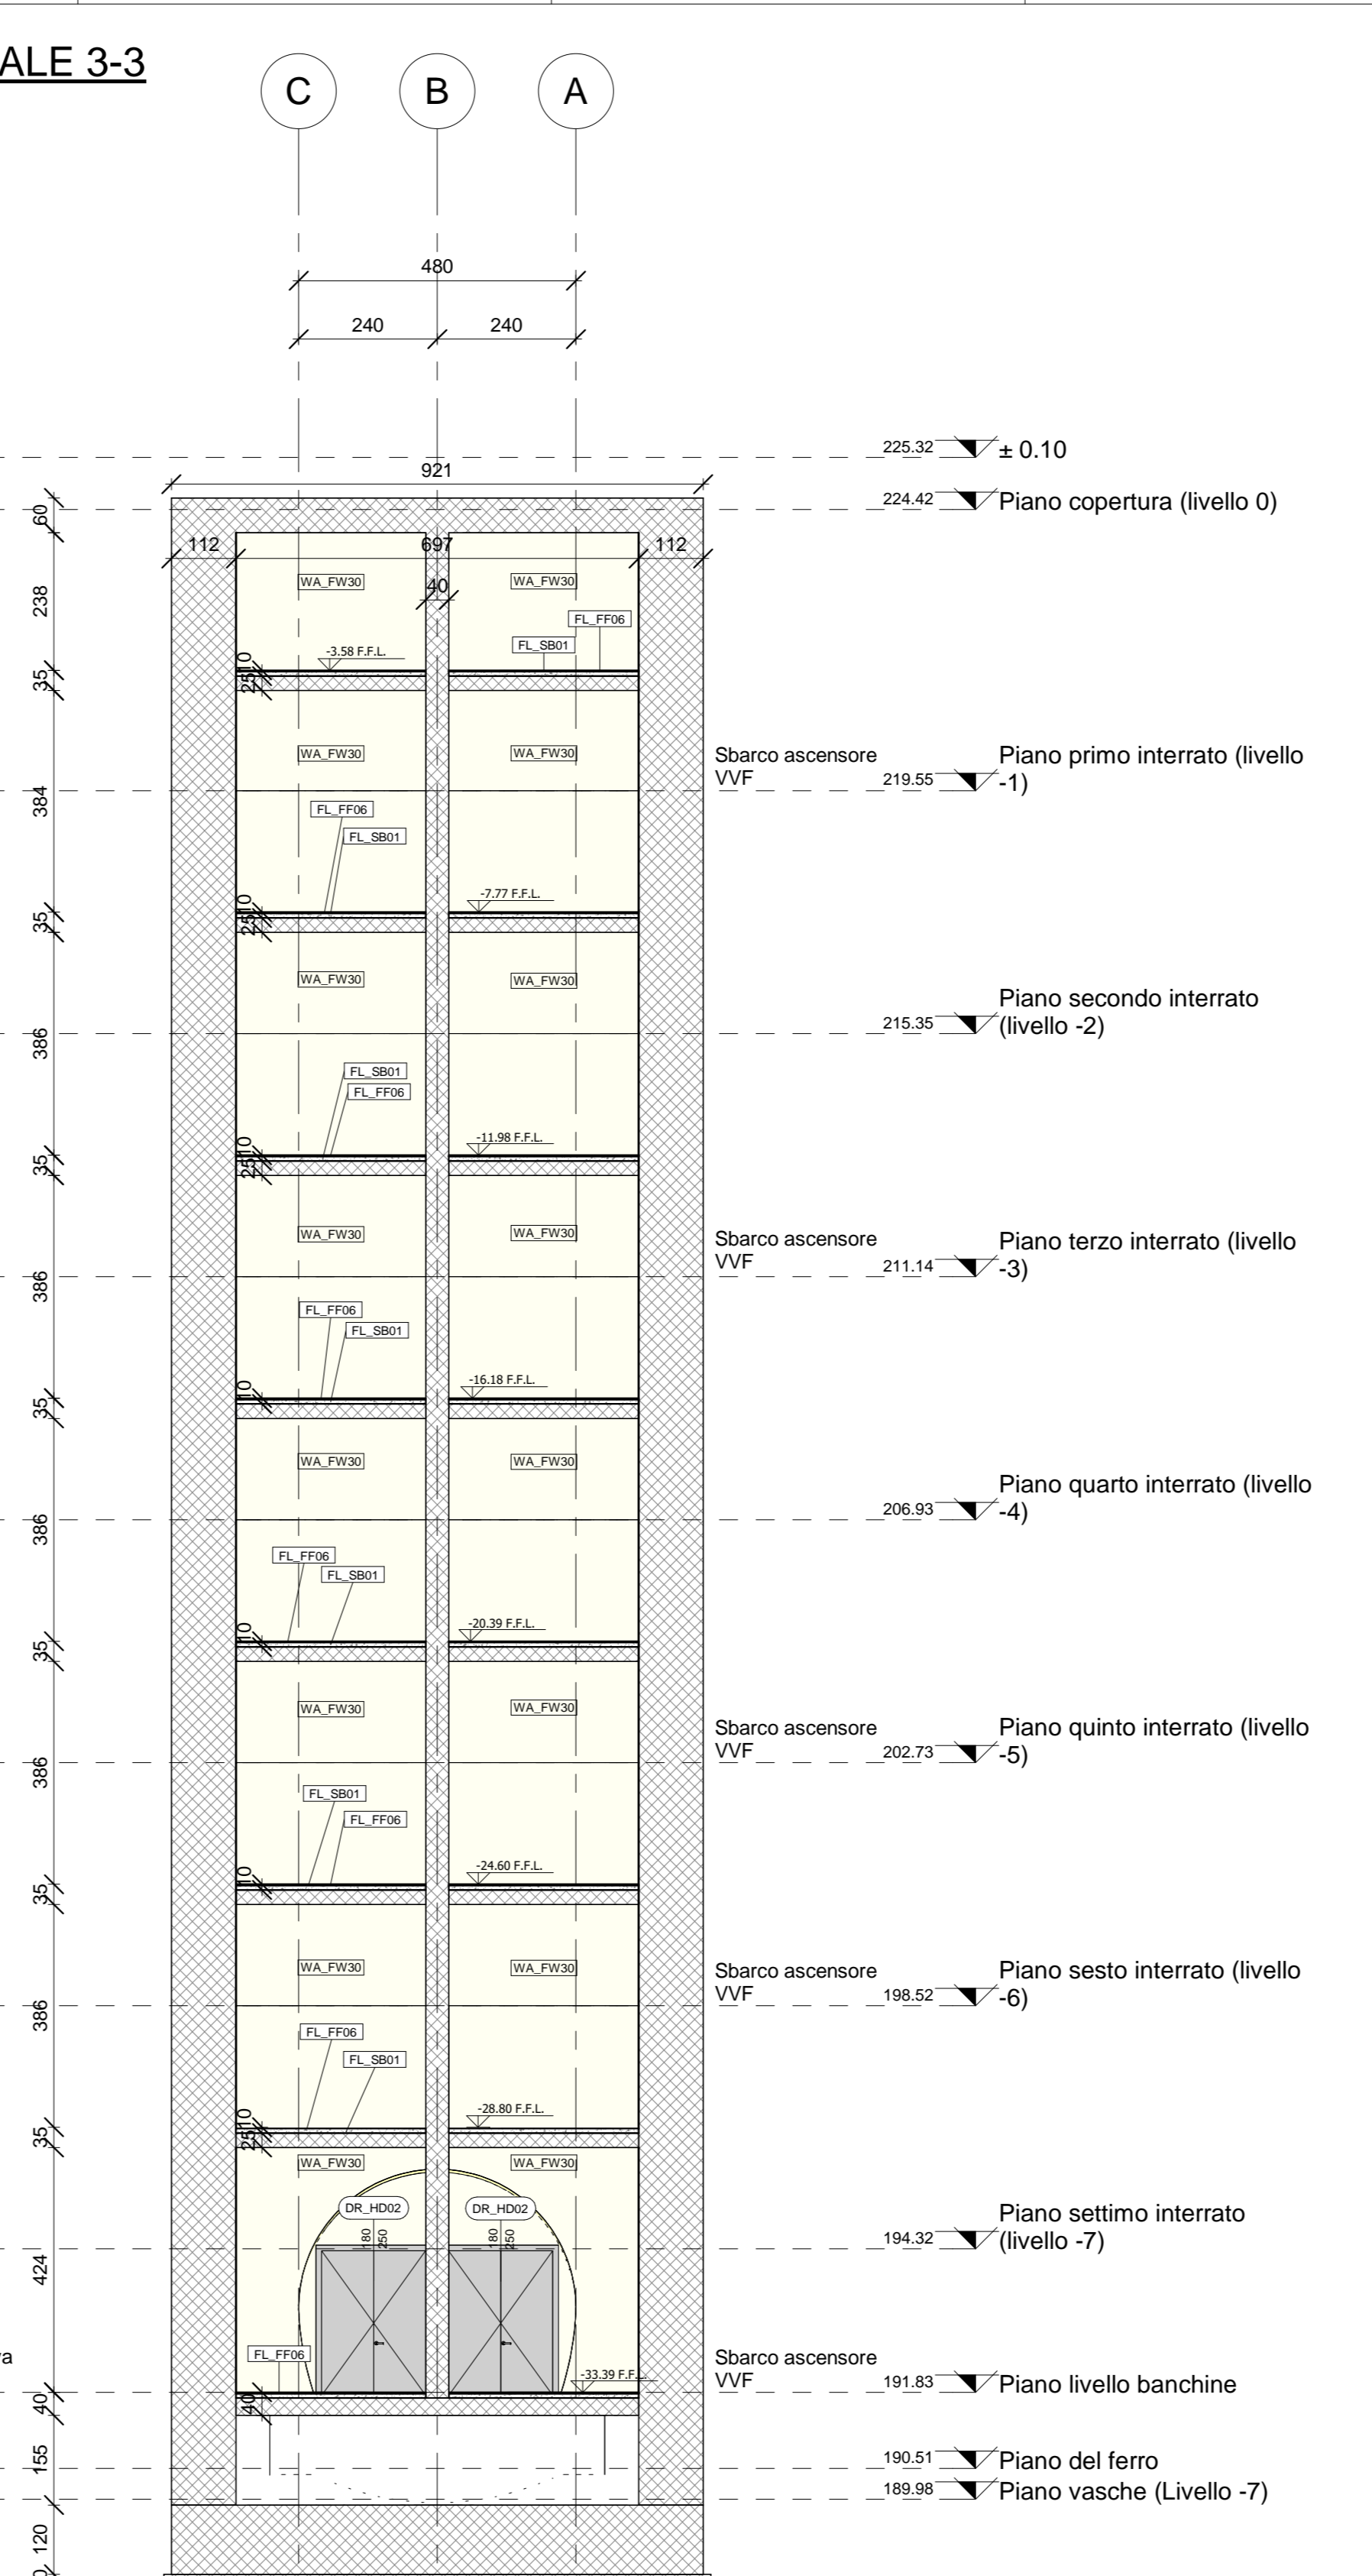 ALE 3-3
C
B
A
480
240
240
225.32
± 0.10
921
224.42
Piano copertura (livello 0)
60
112
697
112
WA_FW30
WA_FW30
40
238
FL_FF06
FL_SB01
-3.58 F.F.L.
10
25
35
WA_FW30
WA_FW30
Sbarco ascensore
VVF
219.55
Piano primo interrato (livello
-1)
384
FL_FF06
FL_SB01
-7.77 F.F.L.
10
25
35
WA_FW30
WA_FW30
Piano secondo interrato
(livello -2)
215.35
386
FL_SB01
FL_FF06
-11.98 F.F.L.
10
25
35
WA_FW30
WA_FW30
Sbarco ascensore
VVF
211.14
Piano terzo interrato (livello
-3)
386
FL_FF06
FL_SB01
-16.18 F.F.L.
10
35
WA_FW30
WA_FW30
206.93
Piano quarto interrato (livello
-4)
386
FL_FF06
FL_SB01
-20.39 F.F.L.
10
35
WA_FW30
WA_FW30
Sbarco ascensore
VVF
202.73
Piano quinto interrato (livello
-5)
386
FL_SB01
FL_FF06
-24.60 F.F.L.
10
35
WA_FW30
WA_FW30
Sbarco ascensore
VVF
198.52
Piano sesto interrato (livello
-6)
386
FL_FF06
FL_SB01
-28.80 F.F.L.
10
25
35
WA_FW30
WA_FW30
DR_HD02
DR_HD02
180
250
180
250
194.32
Piano settimo interrato
(livello -7)
424
FL_FF06
-33.39 F.F.
Sbarco ascensore
VVF
191.83
Piano livello banchine
40
40
155
190.51
Piano del ferro
189.98
Piano vasche (Livello -7)
120